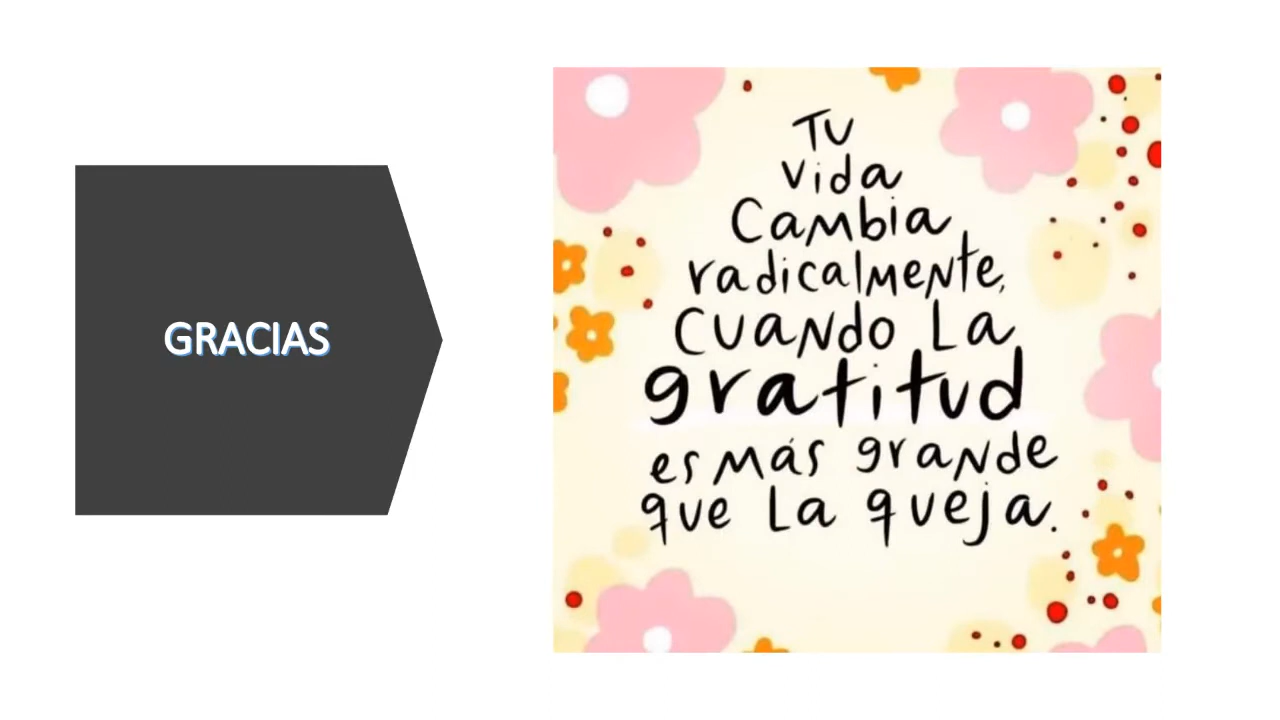 GRACIAS
Tu
vida
Cambia
radicalmente,
cuando La
gratitud
es más grande
que La queja.